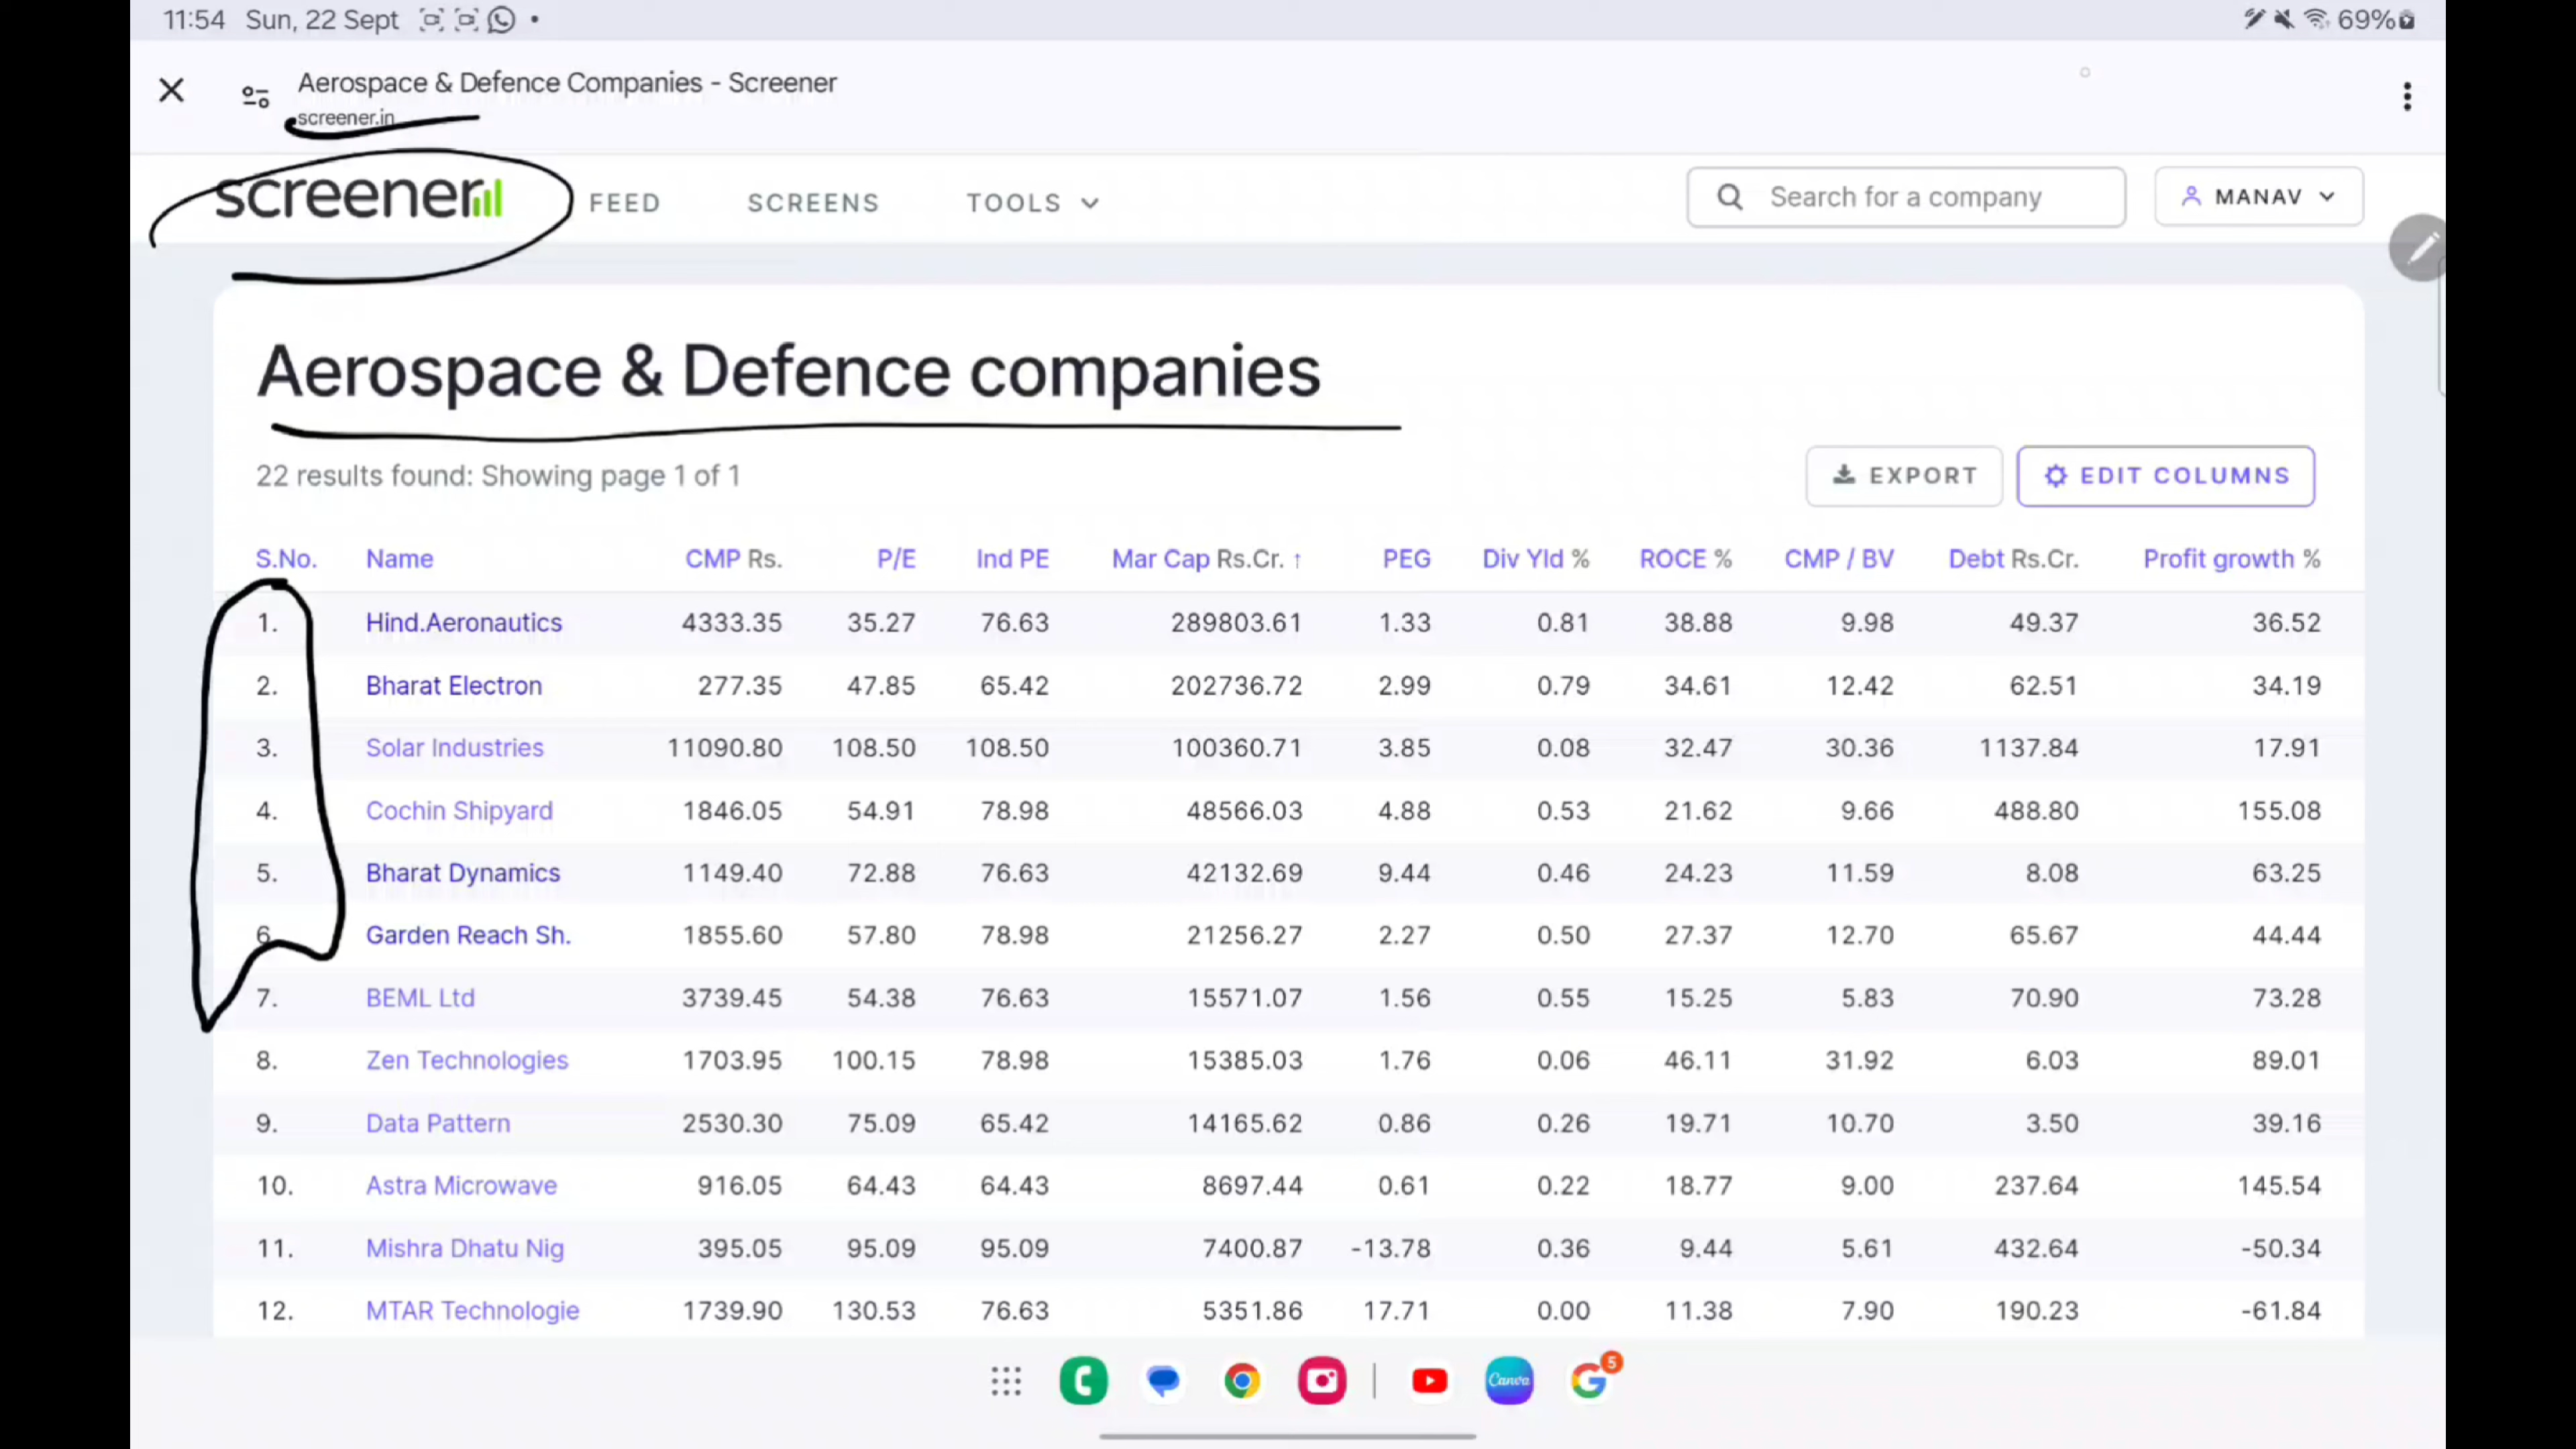 11:54 Sun, 22 Sept 69%
Aerospace & Defence Companies - Screener
screener.in
screener FEED SCREENS TOOLS Search for a company MANAV
Aerospace & Defence companies
22 results found: Showing page 1 of 1 EXPORT EDIT COLUMNS
S.No. Name CMP Rs. P/E Ind PE Mar Cap Rs.Cr. ↑ PEG Div Yld % ROCE % CMP / BV Debt Rs.Cr. Profit growth %
1. Hind.Aeronautics 4333.35 35.27 76.63 289803.61 1.33 0.81 38.88 9.98 49.37 36.52
2. Bharat Electron 277.35 47.85 65.42 202736.72 2.99 0.79 34.61 12.42 62.51 34.19
3. Solar Industries 11090.80 108.50 108.50 100360.71 3.85 0.08 32.47 30.36 1137.84 17.91
4. Cochin Shipyard 1846.05 54.91 78.98 48566.03 4.88 0.53 21.62 9.66 488.80 155.08
5. Bharat Dynamics 1149.40 72.88 76.63 42132.69 9.44 0.46 24.23 11.59 8.08 63.25
6. Garden Reach Sh. 1855.60 57.80 78.98 21256.27 2.27 0.50 27.37 12.70 65.67 44.44
7. BEML Ltd 3739.45 54.38 76.63 15571.07 1.56 0.55 15.25 5.83 70.90 73.28
8. Zen Technologies 1703.95 100.15 78.98 15385.03 1.76 0.06 46.11 31.92 6.03 89.01
9. Data Pattern 2530.30 75.09 65.42 14165.62 0.86 0.26 19.71 10.70 3.50 39.16
10. Astra Microwave 916.05 64.43 64.43 8697.44 0.61 0.22 18.77 9.00 237.64 145.54
11. Mishra Dhatu Nig 395.05 95.09 95.09 7400.87 -13.78 0.36 9.44 5.61 432.64 -50.34
12. MTAR Technologie 1739.90 130.53 76.63 5351.86 17.71 0.00 11.38 7.90 190.23 -61.84
Canva 5